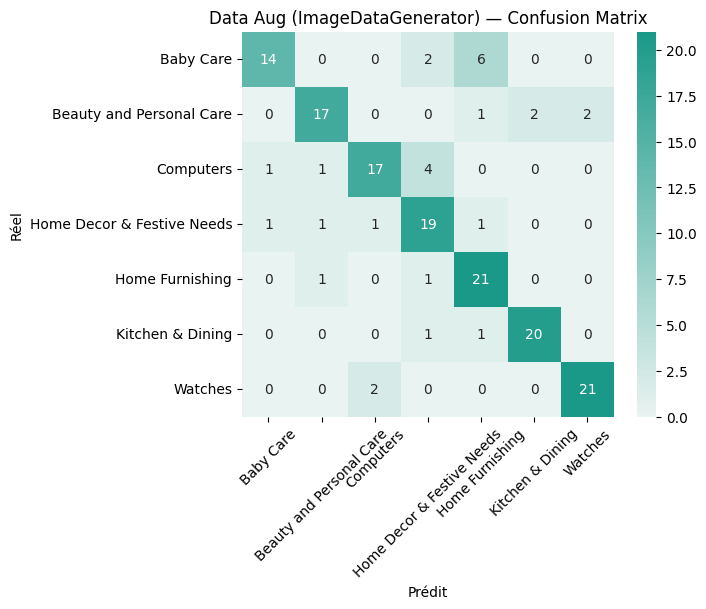 Data Aug (ImageDataGenerator) — Confusion Matrix
Baby Care 14 0 0 2 6 0 0
Beauty and Personal Care 0 17 0 0 1 2 2
Computers 1 1 17 4 0 0 0
Home Decor & Festive Needs 1 1 1 19 1 0 0
Home Furnishing 0 1 0 1 21 0 0
Kitchen & Dining 0 0 0 1 1 20 0
Watches 0 0 2 0 0 0 21
Réel
Baby Care
Beauty and Personal Care
Computers
Home Decor & Festive Needs
Home Furnishing
Kitchen & Dining
Watches
Prédit
20.0
17.5
15.0
12.5
10.0
7.5
5.0
2.5
0.0